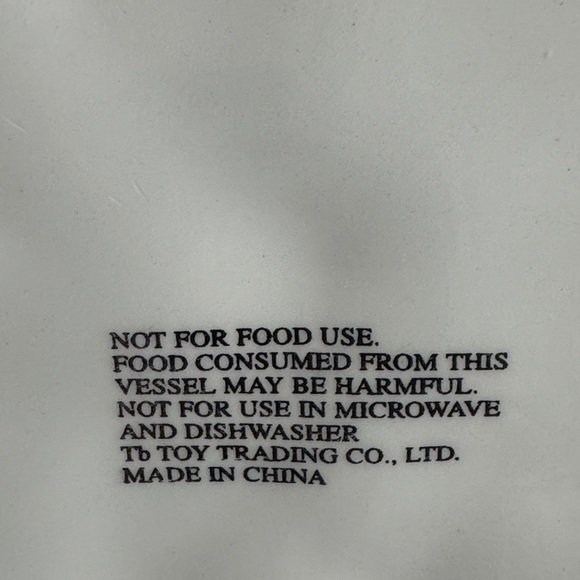 NOT FOR FOOD USE.
FOOD CONSUMED FROM THIS
VESSEL MAY BE HARMFUL.
NOT FOR USE IN MICROWAVE
AND DISHWASHER
Tb TOY TRADING CO., LTD.
MADE IN CHINA